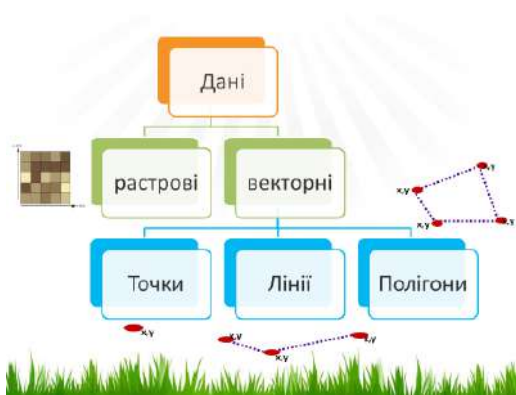 Дані
растрові
векторні
x,y
x,y
x,y
x,y
Точки
Лінії
Полігони
x,y
x,y
x,y
x,y